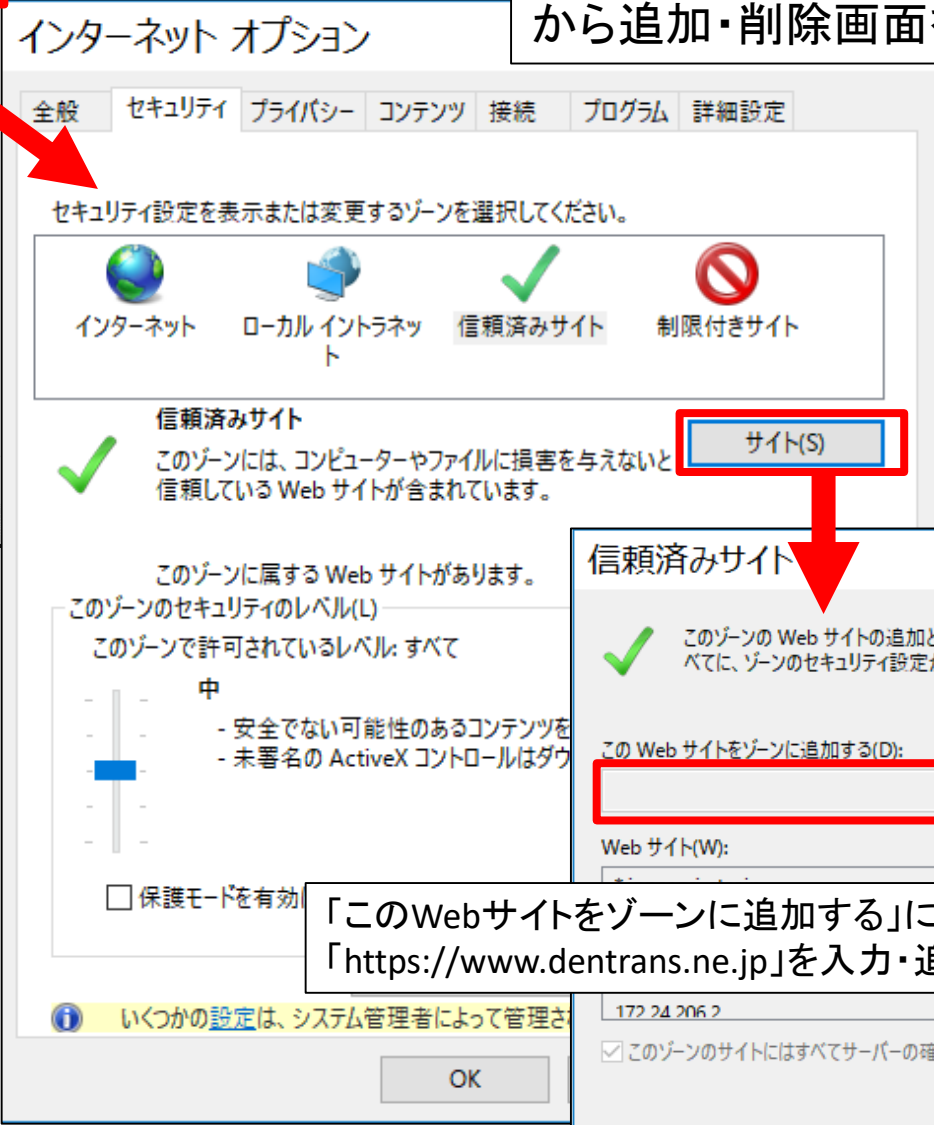 から追加・削除画面
インターネット オプション
全般 セキュリティ プライバシー コンテンツ 接続 プログラム 詳細設定
セキュリティ設定を表示または変更するゾーンを選択してください。
インターネット ローカル イントラネッ 信頼済みサイト 制限付きサイト
ト
信頼済みサイト
サイト(S)
このゾーンには、コンピューターやファイルに損害を与えないと
信頼している Web サイトが含まれています。
このゾーンに属する Web サイトがあります。
このゾーンのセキュリティのレベル(L)
このゾーンで許可されているレベル: すべて
中
- 安全でない可能性のあるコンテンツを
- 未署名の ActiveX コントロールはダウ
保護モードを有効
いくつかの設定は、システム管理者によって管理さ
OK
信頼済みサイト
このゾーンの Web サイトの追加と
べてに、ゾーンのセキュリティ設定が
この Web サイトをゾーンに追加する(D):
Web サイト(W):
「このWebサイトをゾーンに追加する」に
「https://www.dentrans.ne.jp」を入力・追
172.24.206.2
このゾーンのサイトにはすべてサーバーの確